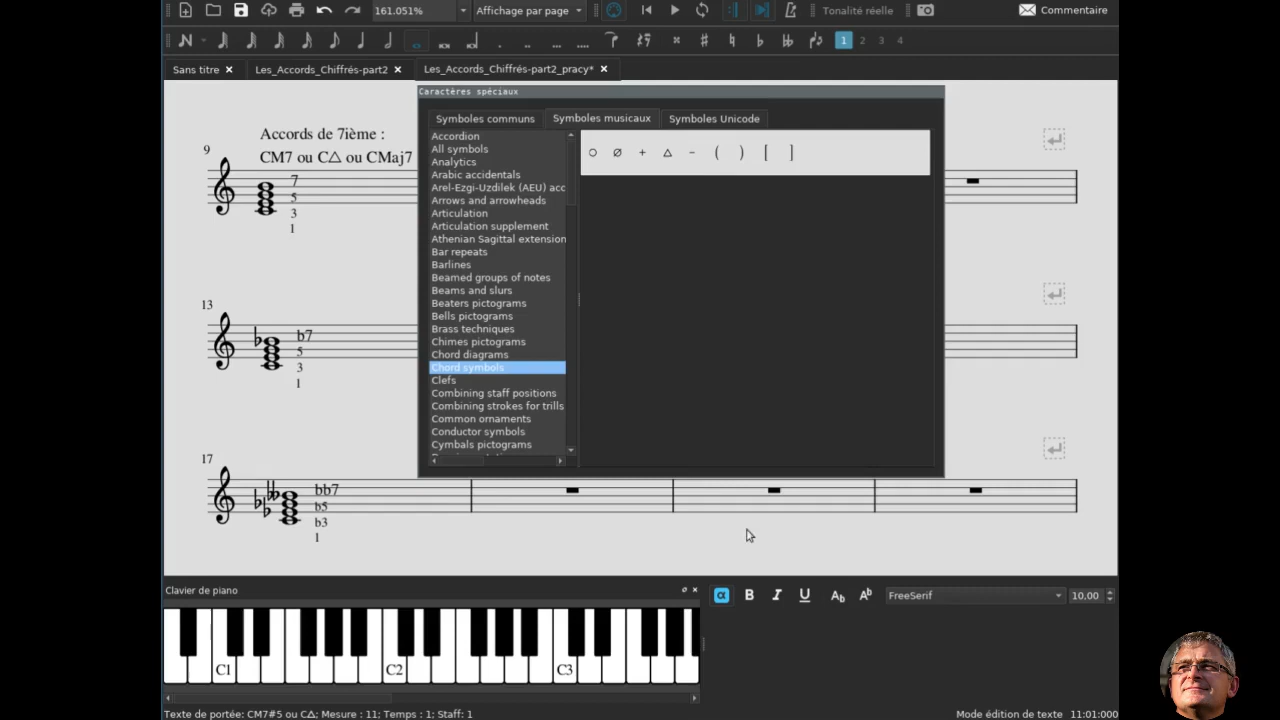 161.051%
Affichage par page
Tonalité réelle
Commentaire
1 2 3 4
Sans titre
Les_Accords_Chiffrés-part2
Les_Accords_Chiffrés-part2_pracy*
Caractères spéciaux
Symboles communs
Symboles musicaux
Symboles Unicode
Accords de 7ième :
CM7 ou C△ ou CMaj7
9
7
5
3
1
13
b7
5
3
1
17
bb7
b5
b3
1
Accordion
All symbols
Analytics
Arabic accidentals
Arel-Ezgi-Uzdilek (AEU) acc
Arrows and arrowheads
Articulation
Articulation supplement
Athenian Sagittal extension
Bar repeats
Barlines
Beamed groups of notes
Beams and slurs
Beaters pictograms
Bells pictograms
Brass techniques
Chimes pictograms
Chord diagrams
Chord symbols
Clefs
Combining staff positions
Combining strokes for trills
Common ornaments
Conductor symbols
Cymbals pictograms
○ ∅ + △ - ( ) [ ]
Clavier de piano
C1
C2
C3
B I U
FreeSerif
10,00
Texte de portée: CM7#5 ou C△; Mesure : 11; Temps : 1; Staff: 1
Mode édition de texte
11:01:000